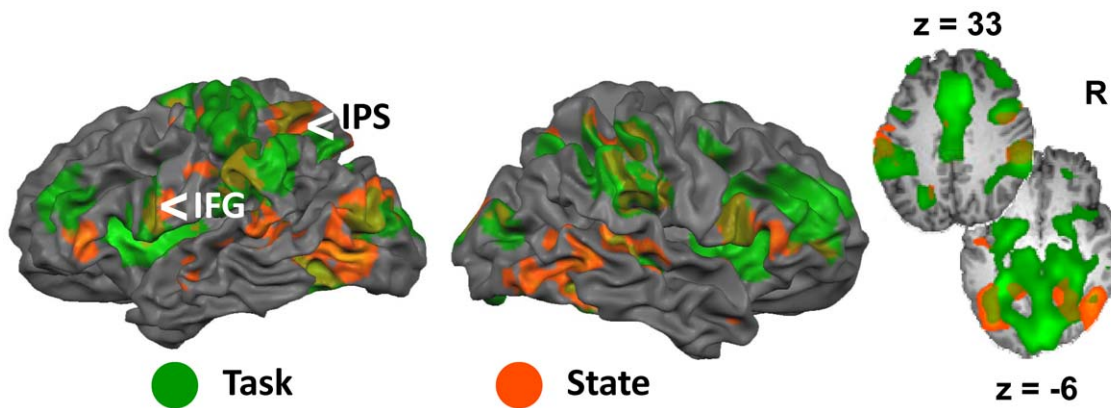 z = 33
R
< IPS
< IFG
Task
State
z = -6